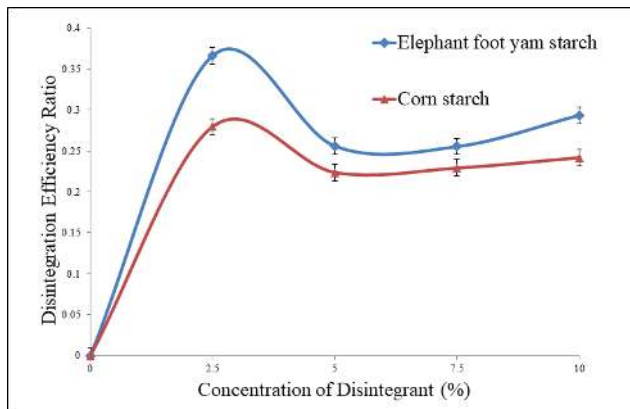 0.4
0.35
0.3
0.25
0.2
0.15
0.1
0.05
0
Disintegration Efficiency Ratio
Elephant foot yam starch
Corn starch
0 2.5 5 7.5 10
Concentration of Disintegrant (%)